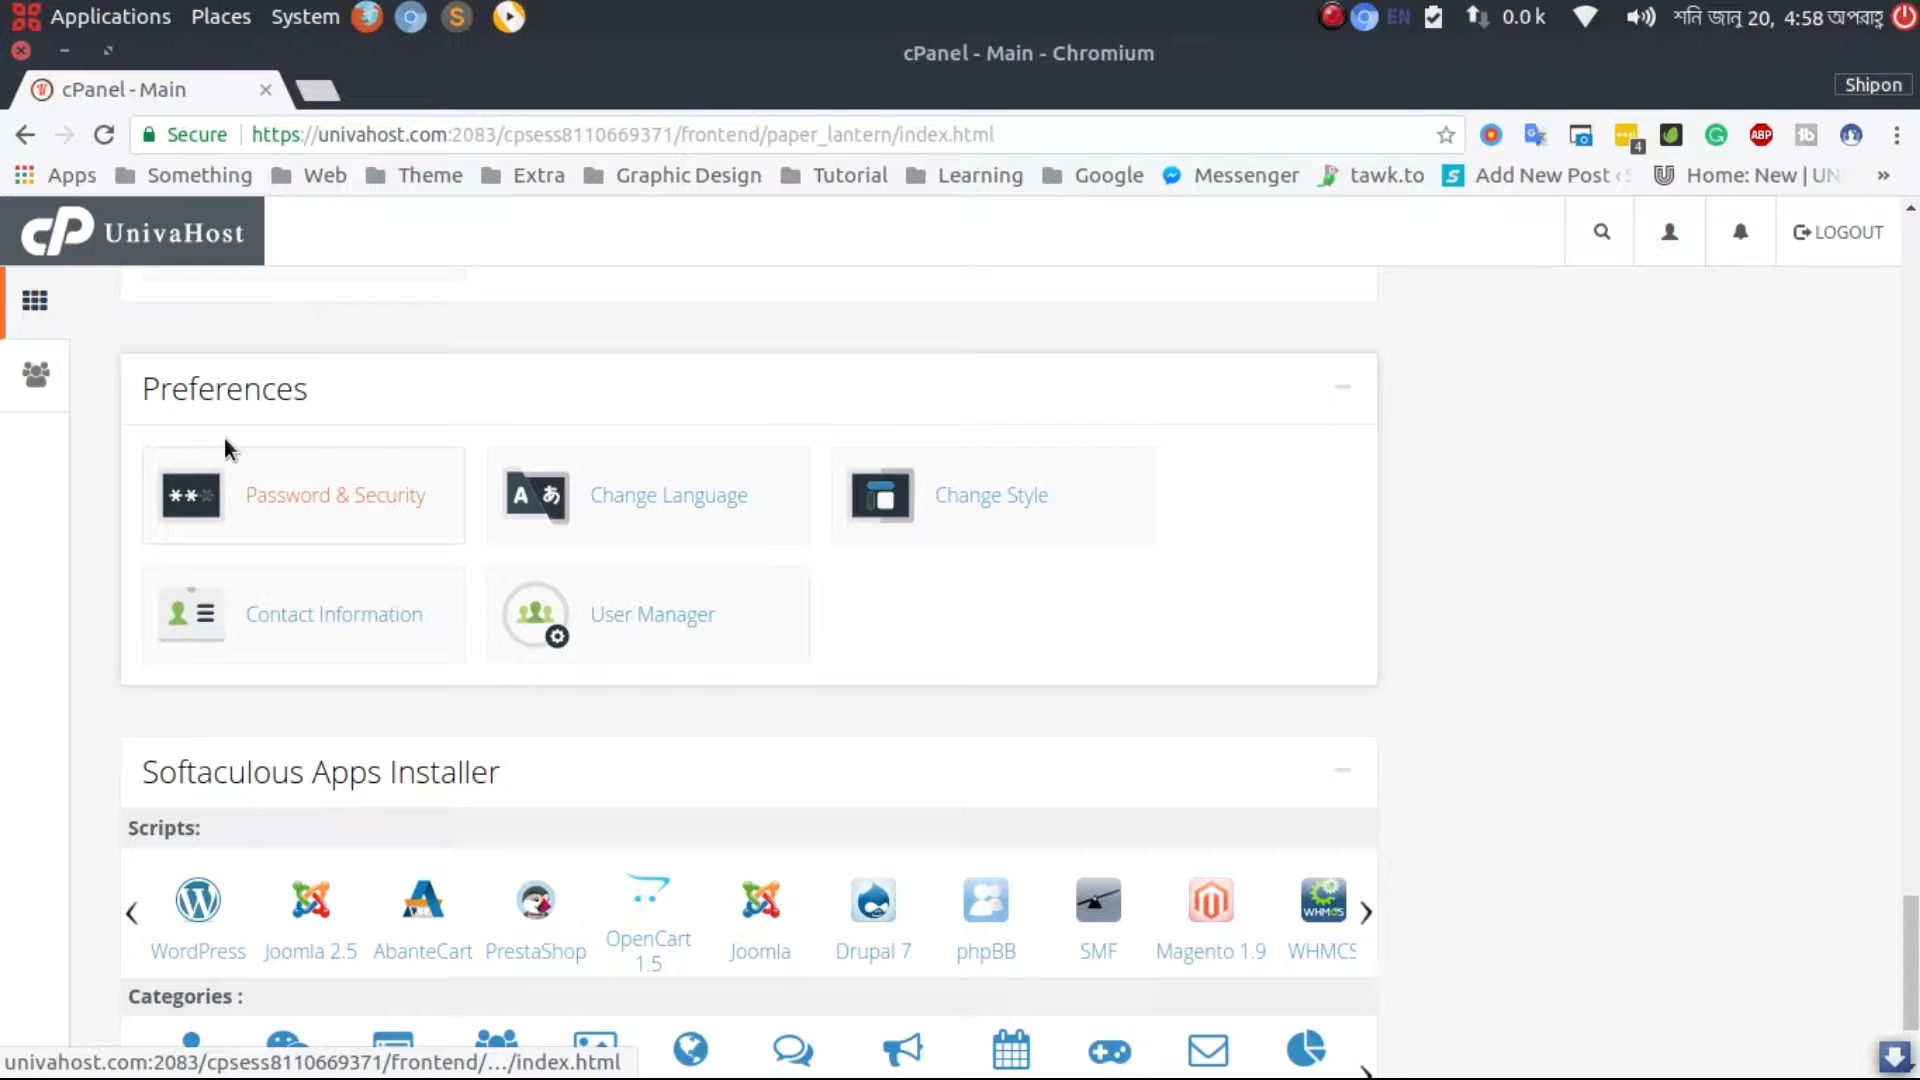 Applications Places System S EN 0.0 k শনি জানু 20, 4:58 অপরাহ্ণ
cPanel - Main - Chromium
cPanel - Main Shipon
Secure https://univahost.com:2083/cpsess8110669371/frontend/paper_lantern/index.html 4 ABP
Apps Something Web Theme Extra Graphic Design Tutorial Learning Google Messenger tawk.to S Add New Post Home: New | UN »
cP UnivaHost LOGOUT
Preferences
Password & Security Change Language Change Style
Contact Information User Manager
Softaculous Apps Installer
Scripts:
WordPress Joomla 2.5 AbanteCart PrestaShop OpenCart 1.5 Joomla Drupal 7 phpBB SMF Magento 1.9 WHMCS
Categories :
univahost.com:2083/cpsess8110669371/frontend/.../index.html